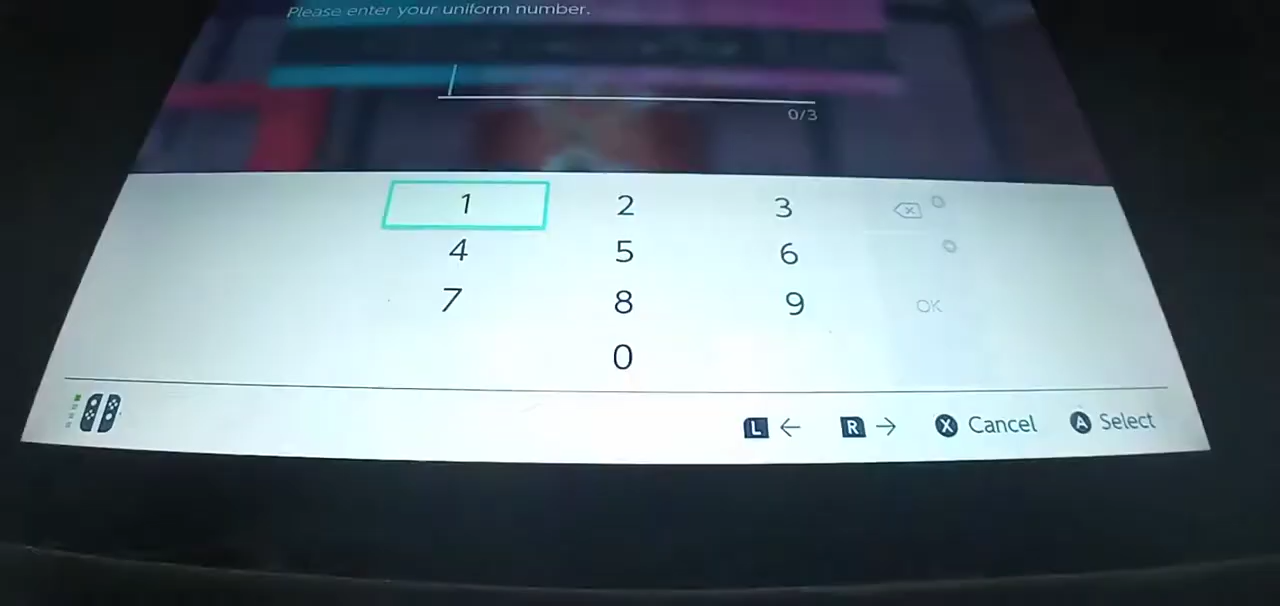 Please enter your uniform number.
0/3
1 2 3
4 5 6
7 8 9 OK
0
L ← R → X Cancel A Select